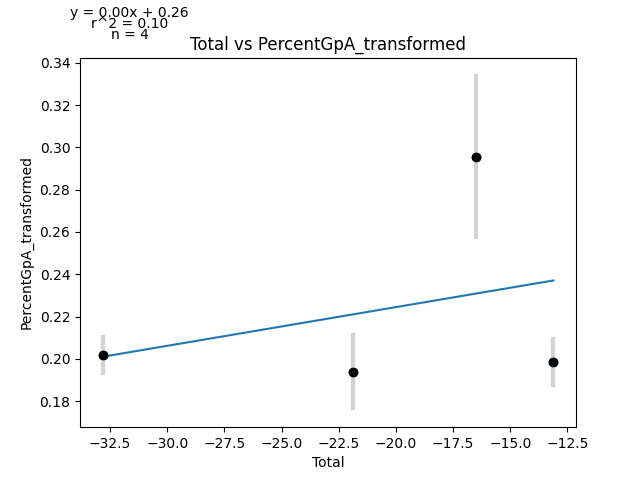 y = 0.00x + 0.26
r^2 = 0.10
n = 4
Total vs PercentGpA_transformed
0.34
0.32
0.30
0.28
0.26
0.24
0.22
0.20
0.18
PercentGpA_transformed
−32.5 −30.0 −27.5 −25.0 −22.5 −20.0 −17.5 −15.0 −12.5
Total